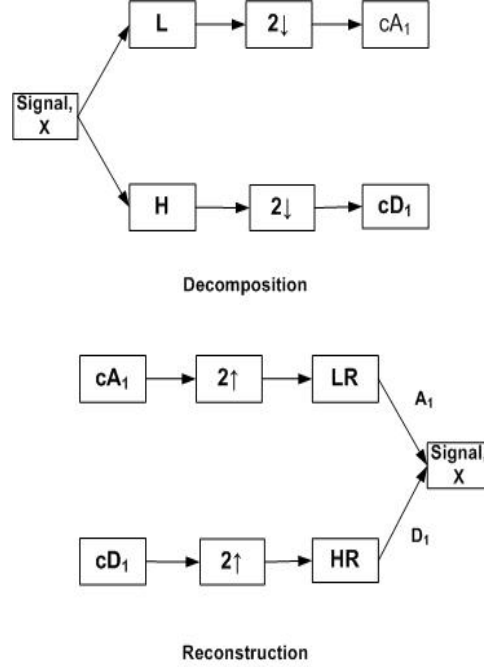 L
2↓
cA₁
Signal,
X
H
2↓
cD₁
Decomposition
cA₁
2↑
LR
A₁
Signal,
X
cD₁
2↑
HR
D₁
Reconstruction